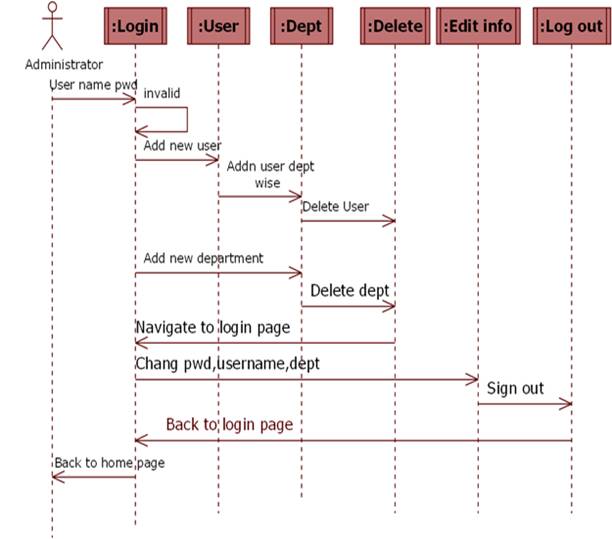 :Login :User :Dept :Delete :Edit info :Log out
Administrator
User name pwd
invalid
Add new user
Addn user dept
wise
Delete User
Add new department
Delete dept
Navigate to login page
Chang pwd,username,dept
Sign out
Back to login page
Back to home page